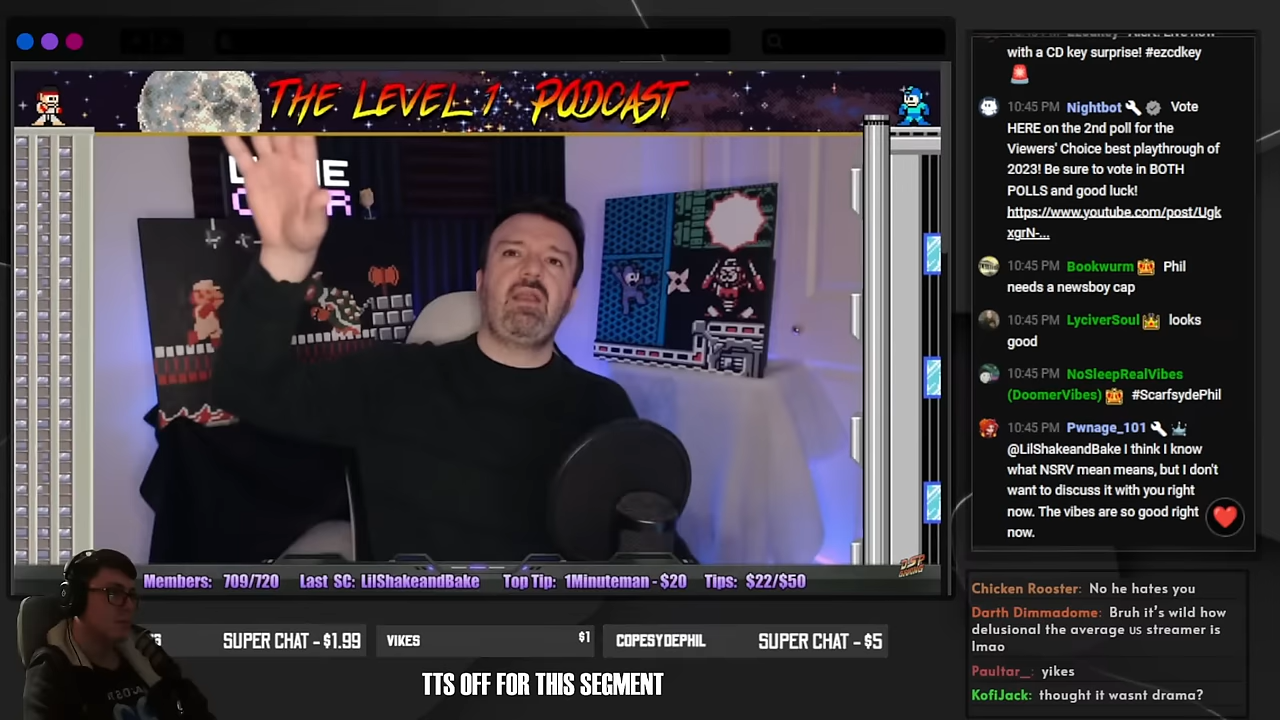 THE LEVEL 1 PODCAST
with a CD key surprise! #ezcdkey
10:45 PM Nightbot Vote
HERE on the 2nd poll for the
Viewers' Choice best playthrough of
2023! Be sure to vote in BOTH
POLLS and good luck!
https://www.youtube.com/post/Ugk
xgrN-...
10:45 PM Bookwurm Phil
needs a newsboy cap
10:45 PM LyciverSoul looks
good
10:45 PM NoSleepRealVibes
(DoomerVibes) #ScarfsydePhil
10:45 PM Pwnage_101
@LilShakeandBake I think I know
what NSRV mean means, but I don't
want to discuss it with you right
now. The vibes are so good right
now.
Members: 709/720 Last SC: LilShakeandBake Top Tip: 1Minuteman - $20 Tips: $22/$50
DSP GAMING
SUPER CHAT - $1.99 VIKES $1 COPESYDEPHIL SUPER CHAT - $5
TTS OFF FOR THIS SEGMENT
Chicken Rooster: No he hates you
Darth Dimmadome: Bruh it's wild how
delusional the average us streamer is
lmao
Paultar_: yikes
KofiJack: thought it wasnt drama?